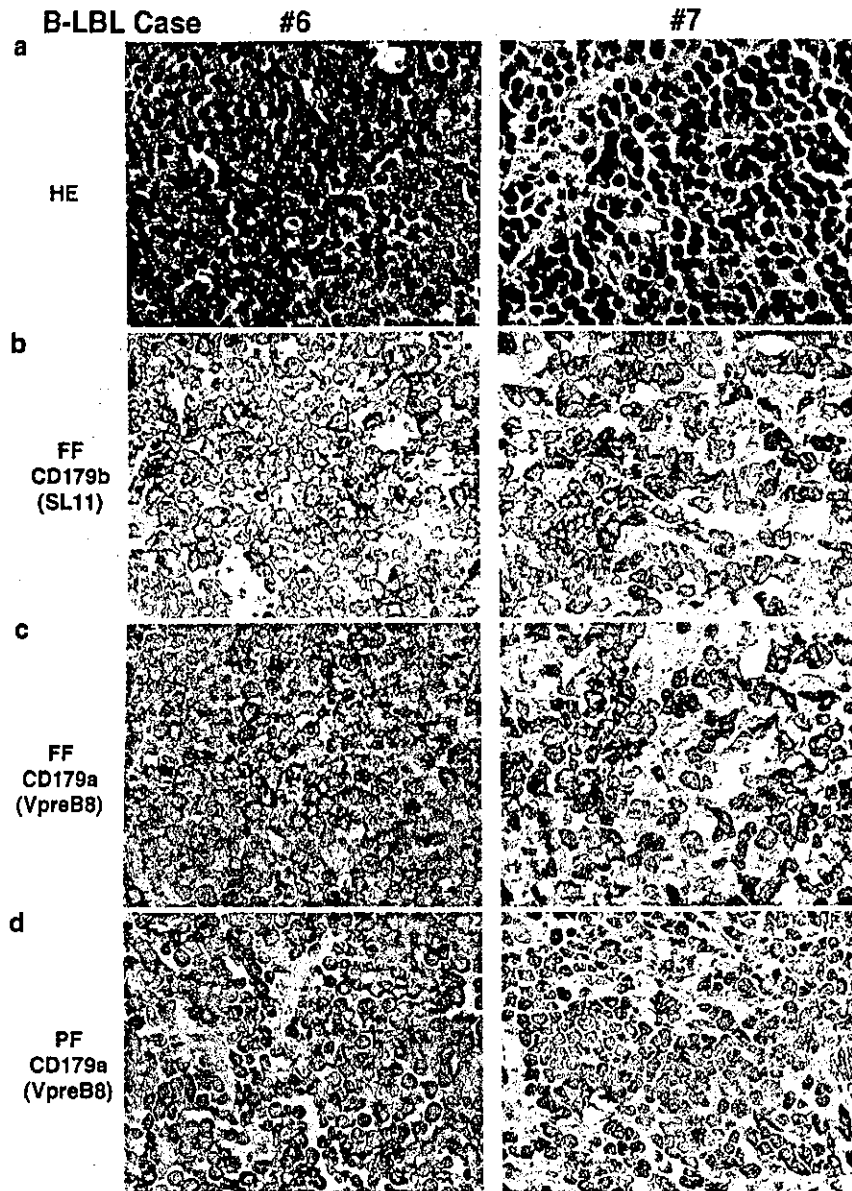 B-LBL Case #6 #7
a
HE
b
FF
CD179b
(SL11)
c
FF
CD179a
(VpreB8)
d
PF
CD179a
(VpreB8)